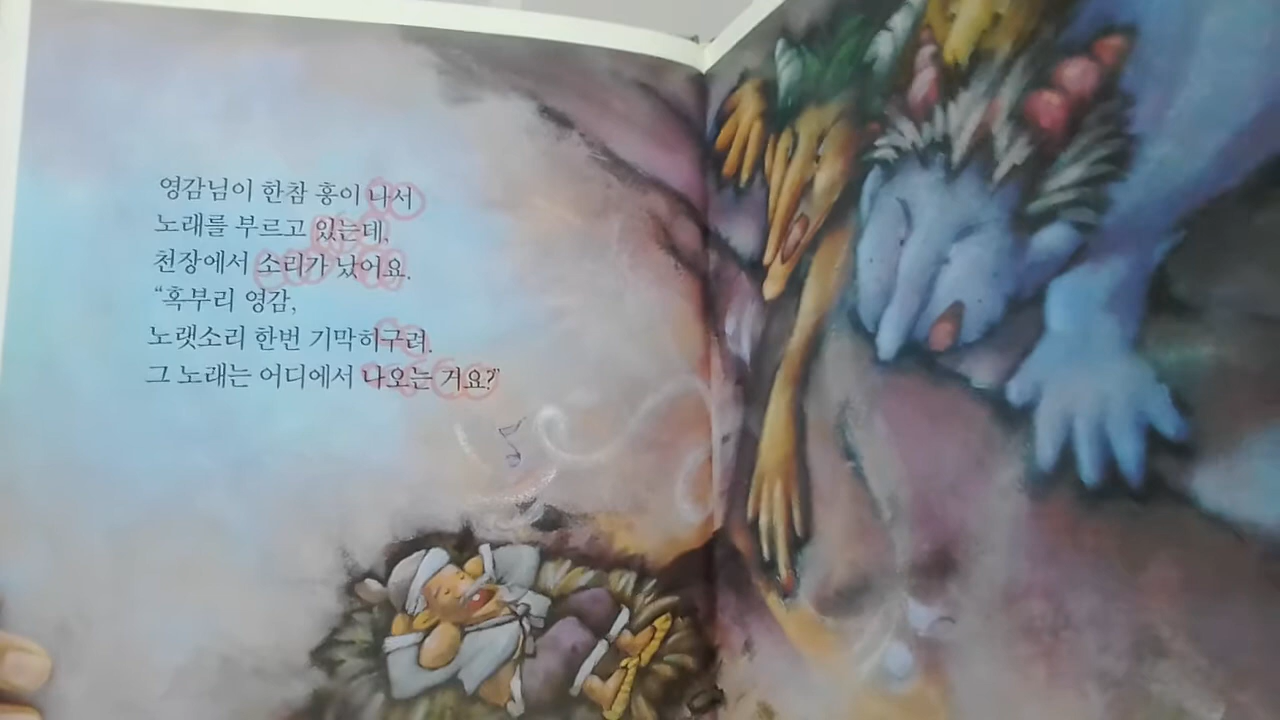 영감님이 한참 흥이 나서
노래를 부르고 있는데,
천장에서 소리가 났어요.
“혹부리 영감,
노랫소리 한번 기막히구려.
그 노래는 어디에서 나오는 거요?”